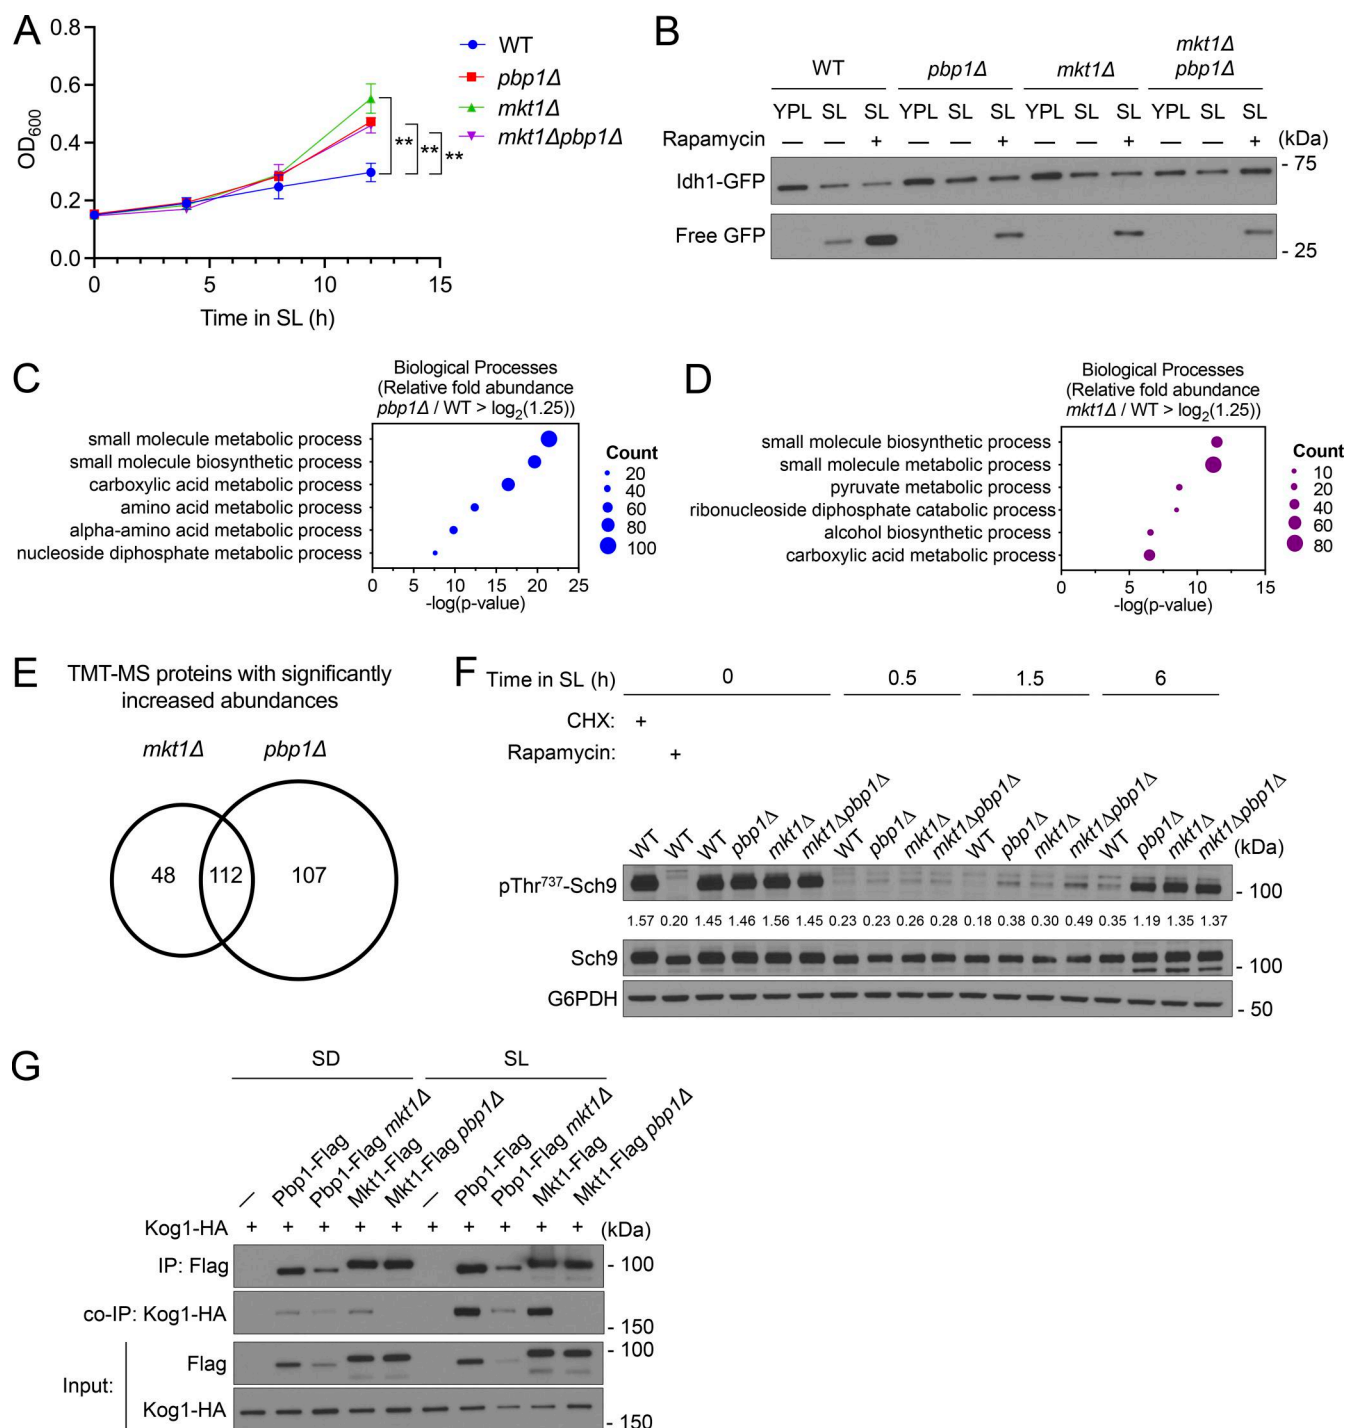 A
0.8
0.6
0.4
0.2
0.0
OD600
0 5 10 15
Time in SL (h)
WT
pbp1Δ
mkt1Δ
mkt1Δpbp1Δ
** ** **
B
WT pbp1Δ mkt1Δ mkt1Δ pbp1Δ
YPL SL SL YPL SL SL YPL SL SL YPL SL SL
Rapamycin — — + — — + — — + — — + (kDa)
Idh1-GFP - 75
Free GFP - 25
C
Biological Processes
(Relative fold abundance
pbp1Δ / WT > log2(1.25))
small molecule metabolic process
small molecule biosynthetic process
carboxylic acid metabolic process
amino acid metabolic process
alpha-amino acid metabolic process
nucleoside diphosphate metabolic process
0 5 10 15 20 25
-log(p-value)
Count
20
40
60
80
100
D
Biological Processes
(Relative fold abundance
mkt1Δ / WT > log2(1.25))
small molecule biosynthetic process
small molecule metabolic process
pyruvate metabolic process
ribonucleoside diphosphate catabolic process
alcohol biosynthetic process
carboxylic acid metabolic process
0 5 10 15
-log(p-value)
Count
10
20
40
60
80
E
TMT-MS proteins with significantly
increased abundances
mkt1Δ pbp1Δ
48 112 107
F
Time in SL (h) 0 0.5 1.5 6
CHX: +
Rapamycin: +
WT WT WT pbp1Δ mkt1Δ mkt1Δpbp1Δ WT pbp1Δ mkt1Δ mkt1Δpbp1Δ WT pbp1Δ mkt1Δ mkt1Δpbp1Δ WT pbp1Δ mkt1Δ mkt1Δpbp1Δ (kDa)
pThr737-Sch9 - 100
1.57 0.20 1.45 1.46 1.56 1.45 0.23 0.23 0.26 0.28 0.18 0.38 0.30 0.49 0.35 1.19 1.35 1.37
Sch9 - 100
G6PDH - 50
G
SD SL
— Pbp1-Flag Pbp1-Flag mkt1Δ Mkt1-Flag Mkt1-Flag pbp1Δ — Pbp1-Flag Pbp1-Flag mkt1Δ Mkt1-Flag Mkt1-Flag pbp1Δ
Kog1-HA + + + + + + + + + + (kDa)
IP: Flag - 100
co-IP: Kog1-HA - 150
Input:
Flag - 100
Kog1-HA - 150